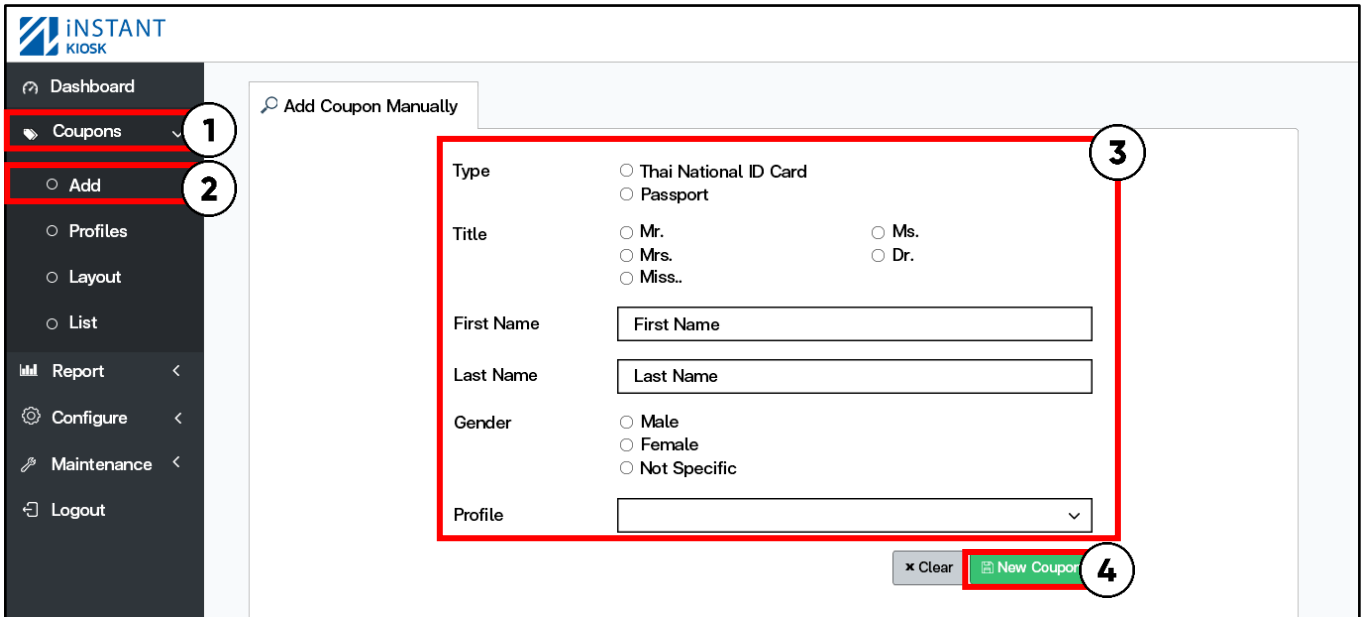 iNSTANT
KIOSK
Dashboard
Coupons
1
Add
2
Profiles
Layout
List
Report
Configure
Maintenance
Logout
Add Coupon Manually
3
Type
Thai National ID Card
Passport
Title
Mr.
Ms.
Mrs.
Dr.
Miss..
First Name
First Name
Last Name
Last Name
Gender
Male
Female
Not Specific
Profile
Clear
New Coupon
4